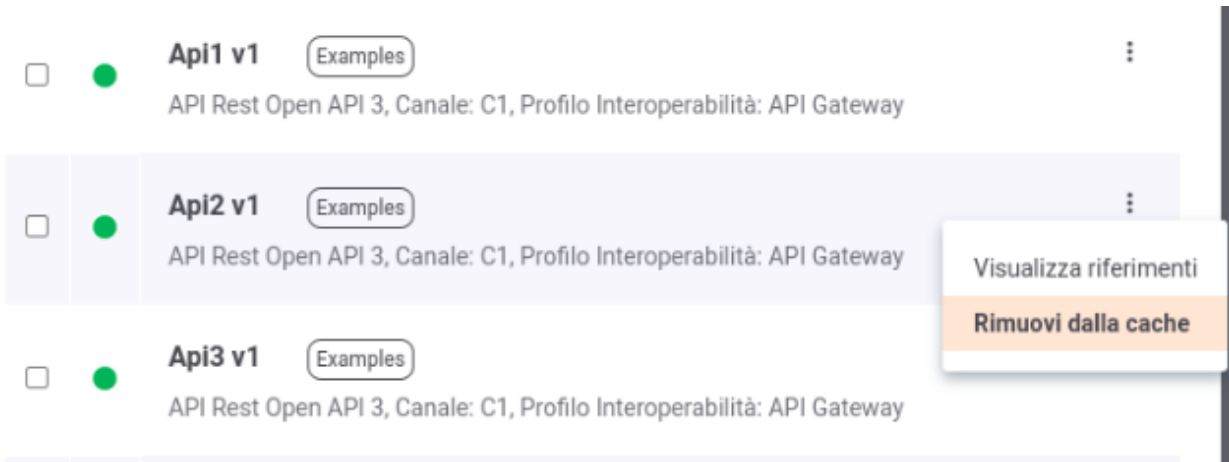 Api1 v1 Examples
API Rest Open API 3, Canale: C1, Profilo Interoperabilità: API Gateway
Api2 v1 Examples
API Rest Open API 3, Canale: C1, Profilo Interoperabilità: API Gateway
Visualizza riferimenti
Rimuovi dalla cache
Api3 v1 Examples
API Rest Open API 3, Canale: C1, Profilo Interoperabilità: API Gateway